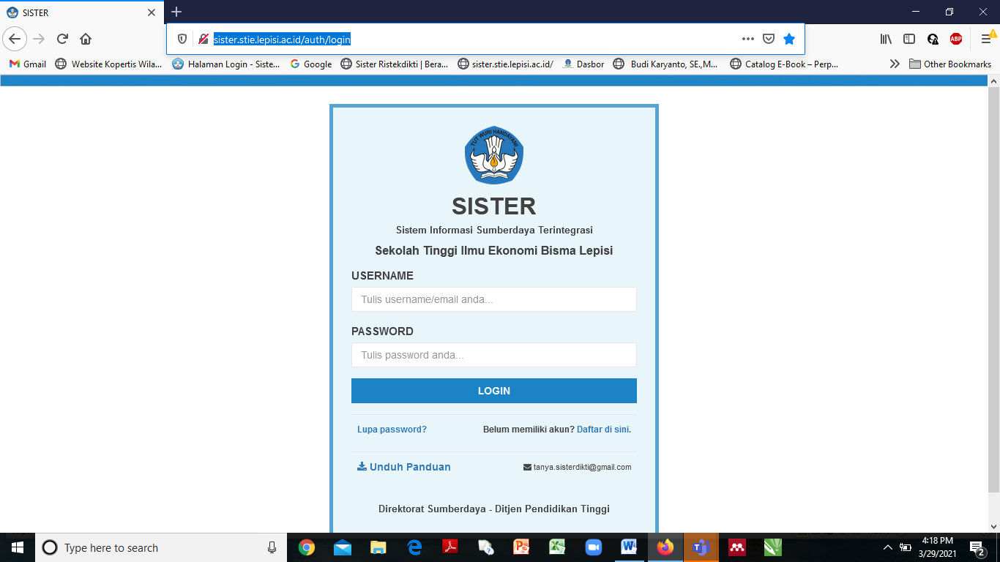 SISTER
sister.stie.lepisi.ac.id/auth/login
ABP
Gmail Website Kopertis Wila... Halaman Login - Siste... Google Sister Ristekdikti | Bera... sister.stie.lepisi.ac.id/ Dasbor Budi Karyanto, SE.,M... Catalog E-Book – Perp... Other Bookmarks
TUT WURI HANDAYANI
SISTER
Sistem Informasi Sumberdaya Terintegrasi
Sekolah Tinggi Ilmu Ekonomi Bisma Lepisi
USERNAME
Tulis username/email anda...
PASSWORD
Tulis password anda...
LOGIN
Lupa password? Belum memiliki akun? Daftar di sini.
Unduh Panduan tanya.sisterdikti@gmail.com
Direktorat Sumberdaya - Ditjen Pendidikan Tinggi
Type here to search
4:18 PM
3/29/2021
2